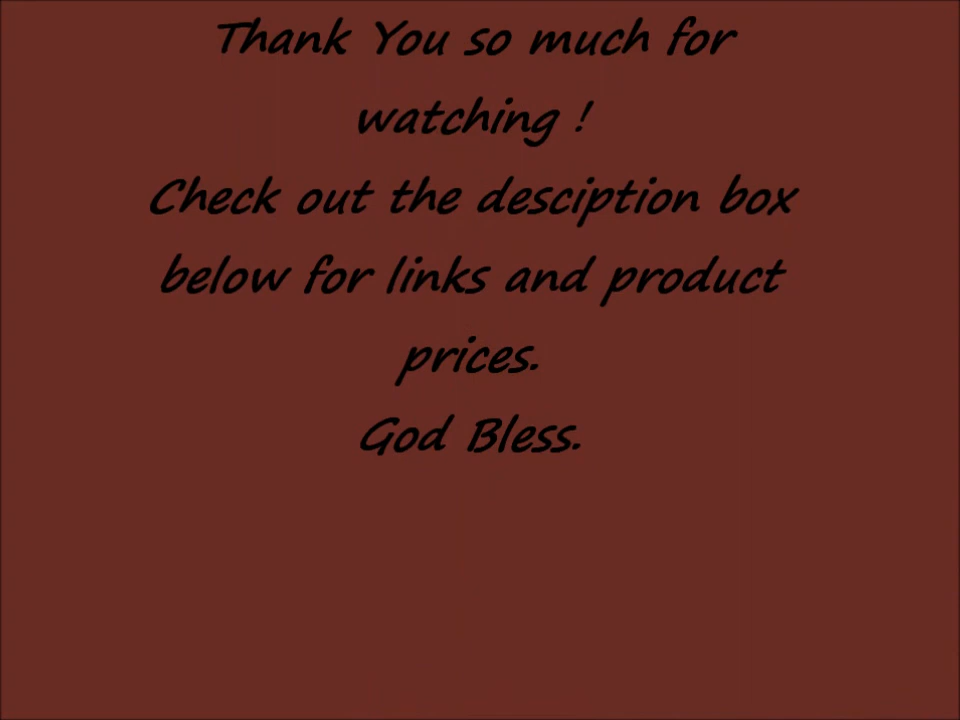 Thank You so much for
watching !
Check out the desciption box
below for links and product
prices.
God Bless.